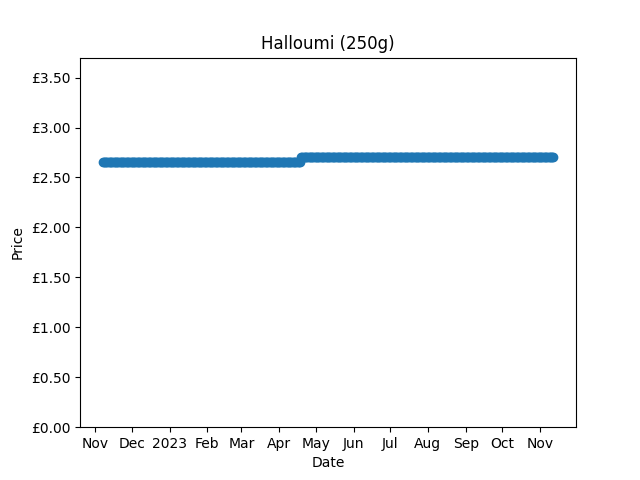 Halloumi (250g)
£3.50
£3.00
£2.50
£2.00
£1.50
£1.00
£0.50
£0.00
Price
Nov Dec 2023 Feb Mar Apr May Jun Jul Aug Sep Oct Nov
Date